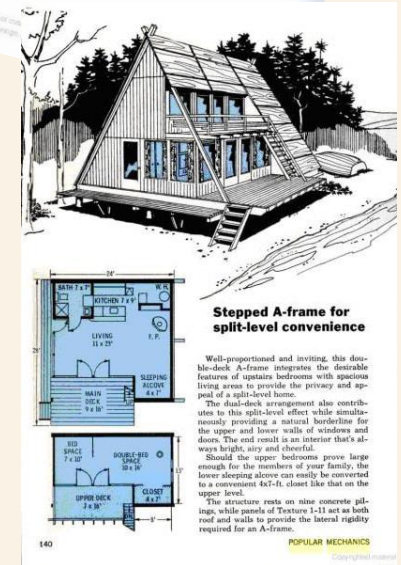 24'
BATH 7 x 7'
KITCHEN 7 x 9'
W.H.
LIVING
11 x 23'
F.P.
25'
SLEEPING
ALCOVE
4 x 7'
MAIN
DECK
9 x 16'
BED
SPACE
7 x 10'
DOUBLE-BED
SPACE
10 x 16'
13'
CLOSET
4 x 7'
UPPER DECK
3 x 16'
8'
Stepped A-frame for
split-level convenience
Well-proportioned and inviting, this dou-
ble-deck A-frame integrates the desirable
features of upstairs bedrooms with spacious
living areas to provide the privacy and ap-
peal of a split-level home.
The dual-deck arrangement also contrib-
utes to this split-level effect while simulta-
neously providing a natural borderline for
the upper and lower walls of windows and
doors. The end result is an interior that's al-
ways bright, airy and cheerful.
Should the upper bedrooms prove large
enough for the members of your family, the
lower sleeping alcove can easily be converted
to a convenient 4x7-ft. closet like that on the
upper level.
The structure rests on nine concrete pil-
ings, while panels of Texture 1-11 act as both
roof and walls to provide the lateral rigidity
required for an A-frame.
140
POPULAR MECHANICS
Copyrighted material